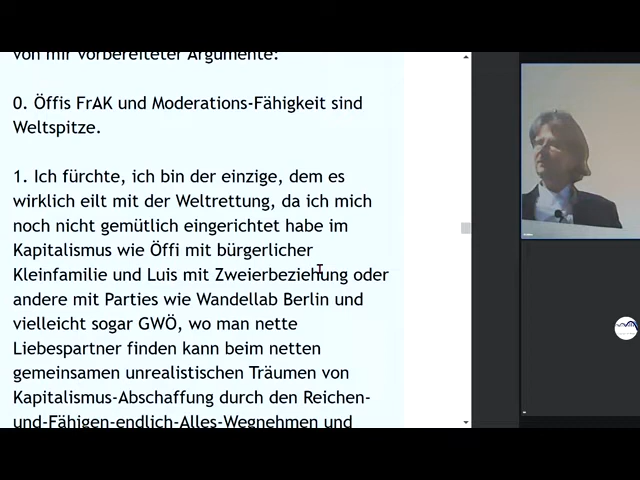 von mir vorbereiteter Argumente:
0. Öffis FrAK und Moderations-Fähigkeit sind
Weltspitze.
1. Ich fürchte, ich bin der einzige, dem es
wirklich eilt mit der Weltrettung, da ich mich
noch nicht gemütlich eingerichtet habe im
Kapitalismus wie Öffi mit bürgerlicher
Kleinfamilie und Luis mit Zweierbeziehung oder
andere mit Parties wie Wandellab Berlin und
vielleicht sogar GWÖ, wo man nette
Liebespartner finden kann beim netten
gemeinsamen unrealistischen Träumen von
Kapitalismus-Abschaffung durch den Reichen-
und-Fähigen-endlich-Alles-Wegnehmen und